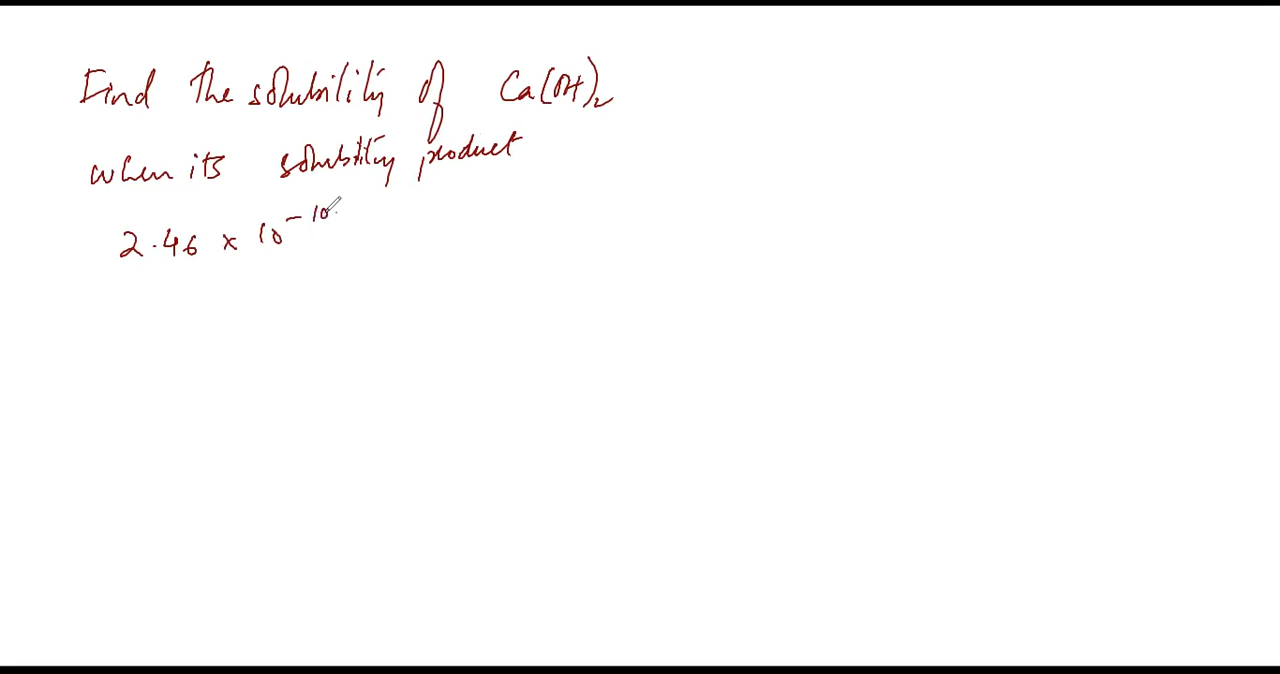 Find the solubility of Ca(OH)₂
when its solubility product
2.46 × 10⁻¹⁰